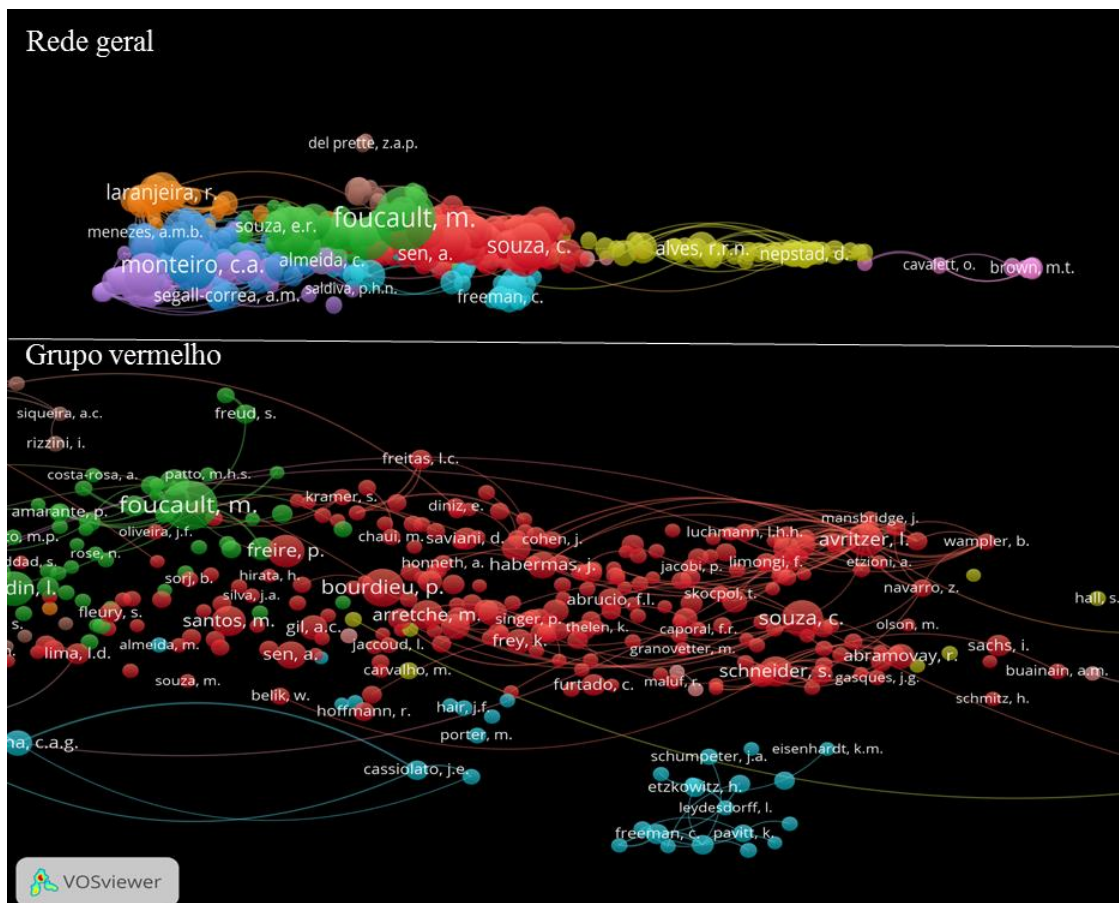 Rede geral
del prette, z.a.p.
laranjeira, r.
menezes, a.m.b.
souza, e.r.
foucault, m.
monteiro, c.a.
almeida, c.
sen, a.
souza, c.
alves, r.r.n.
nepstad, d.
segall-correa, a.m.
saldiva, p.h.n.
freeman, c.
cavalett, o.
brown, m.t.
Grupo vermelho
siqueira, a.c.
freud, s.
rizzini, i.
freitas, l.c.
costa-rosa, a.
patto, m.h.s.
foucault, m.
kramer, s.
diniz, e.
amarante, p.
mansbridge, j.
oliveira, j.f.
chaui, m.
saviani, d.
cohen, j.
luchmann, l.h.h.
avritzer, l.
wampler, b.
to, m.p.
rose, n.
freire, p.
honneth, a.
habermas, j.
jacobi, p.
limongi, f.
etzioni, a.
ddad, s.
sorj, b.
hirata, h.
bourdieu, p.
abrucio, f.l.
skocpol, t.
navarro, z.
din, l.
silva, j.a.
hall, s.
fleury, s.
santos, m.
gil, a.c.
arretche, m.
singer, p.
thelen, k.
caporal, f.r.
souza, c.
olson, m.
s.
lima, l.d.
almeida, m.
sen, a.
jaccoud, l.
frey, k.
granovetter, m.
abramovay, r.
sachs, i.
souza, m.
carvalho, m.
furtado, c.
maluf, r.
schneider, s.
gasques, j.g.
buainain, a.m.
belik, w.
hoffmann, r.
hair, j.f.
schmitz, h.
porter, m.
na, c.a.g.
cassiolato, j.e.
schumpeter, j.a.
eisenhardt, k.m.
etzkowitz, h.
leydesdorff, l.
freeman, c.
pavitt, k.
VOSviewer